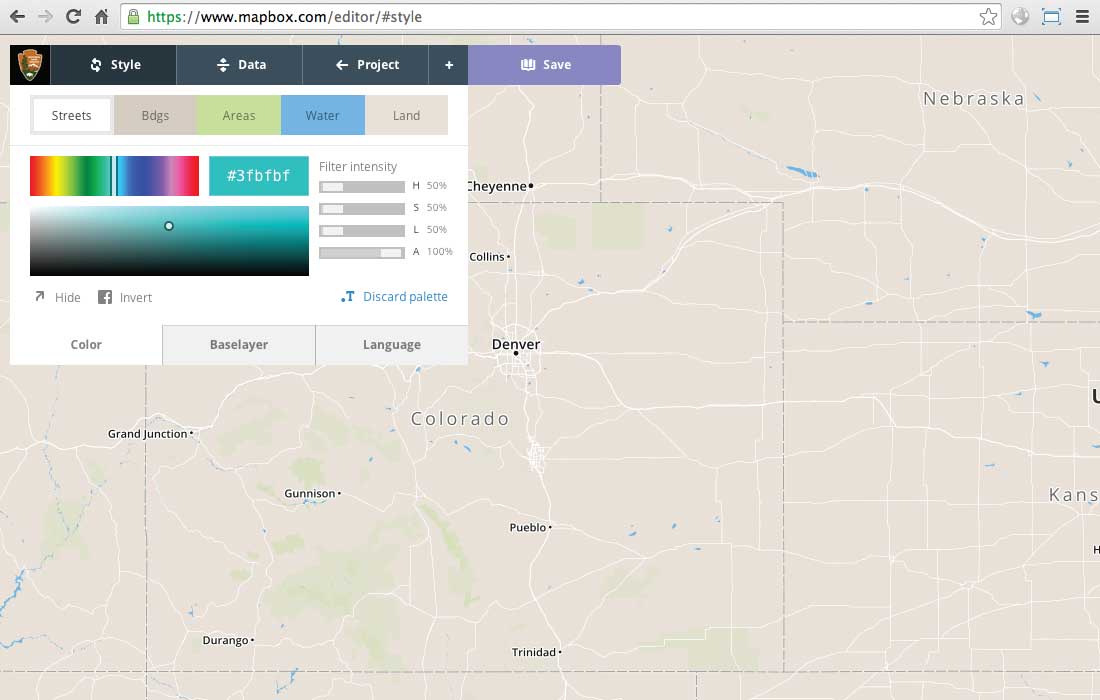 https://www.mapbox.com/editor/#style
Style
Data
Project
+
Save
Streets
Bdgs
Areas
Water
Land
#3fbfbf
Filter intensity
H 50%
S 50%
L 50%
A 100%
Hide
Invert
Discard palette
Color
Baselayer
Language
Nebraska
Cheyenne
Collins
Denver
Colorado
Grand Junction
Kans
Gunnison
Pueblo
H
Durango
Trinidad